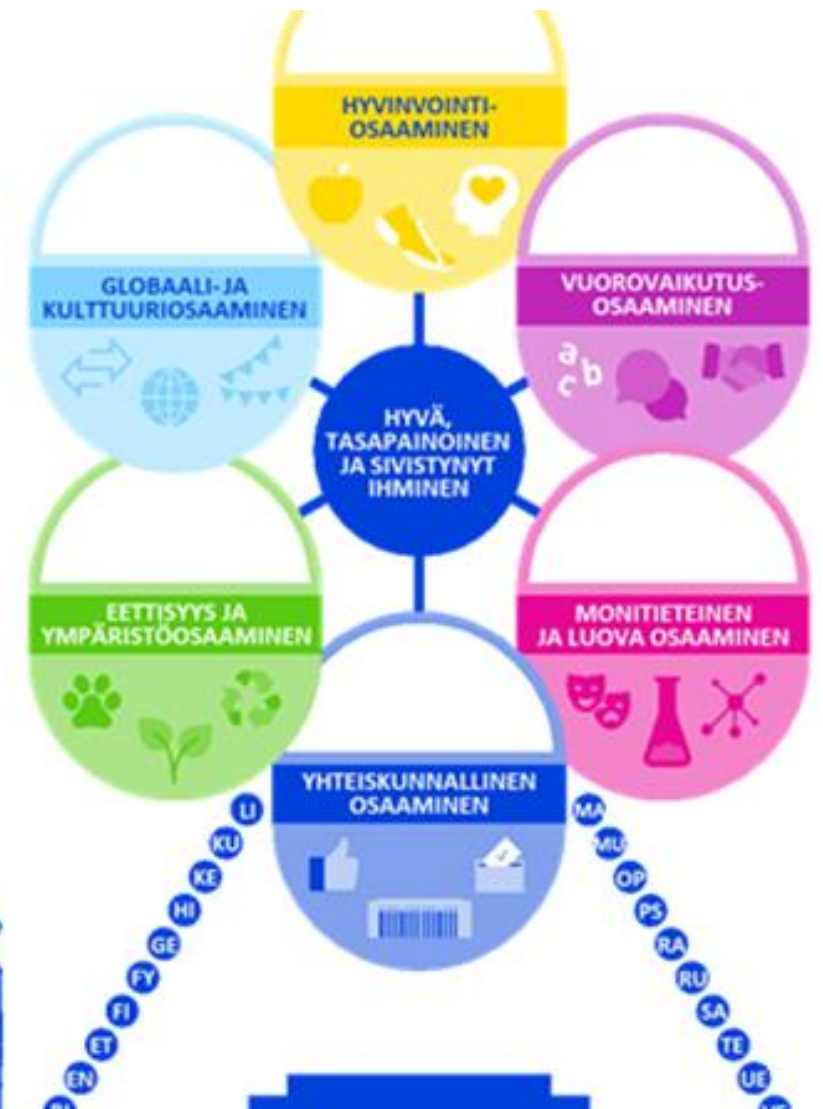 HYVINVOINTI-
OSAAMINEN
GLOBAALI- JA
KULTTUURIOSAAMINEN
VUOROVAIKUTUS-
OSAAMINEN
a
b
c
HYVÄ,
TASAPAINOINEN
JA SIVISTYNYT
IHMINEN
EETTISYYS JA
YMPÄRISTÖOSAAMINEN
MONITIETEINEN
JA LUOVA OSAAMINEN
YHTEISKUNNALLINEN
OSAAMINEN
LI
KU
KE
HI
GE
FY
FI
ET
EN
MA
MU
OP
PS
RA
RU
SA
TE
UE